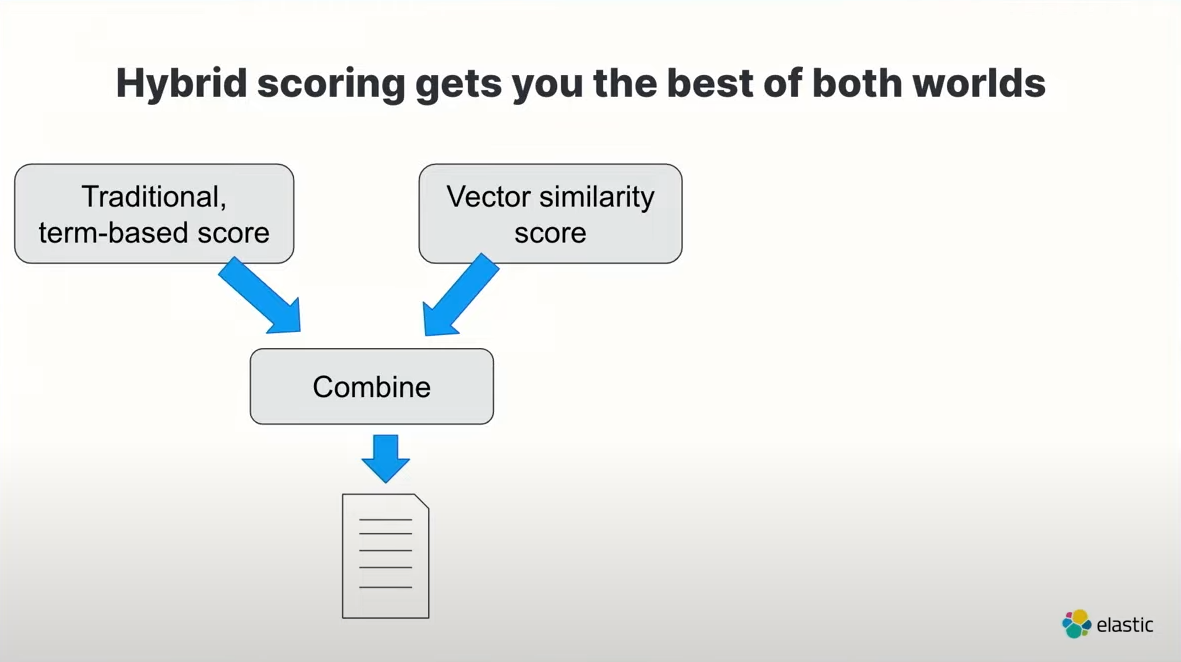 Hybrid scoring gets you the best of both worlds
Traditional,
term-based score
Vector similarity
score
Combine
elastic